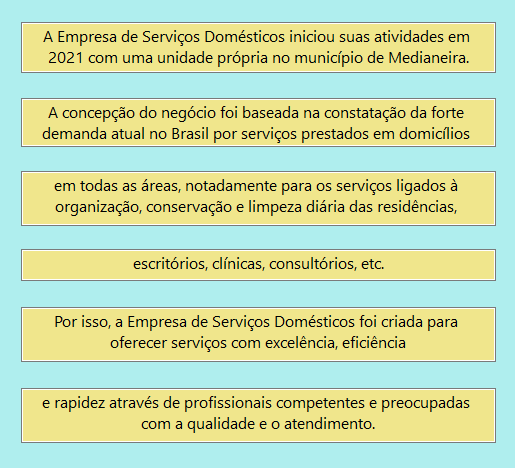 A Empresa de Serviços Domésticos iniciou suas atividades em
2021 com uma unidade própria no município de Medianeira.
A concepção do negócio foi baseada na constatação da forte
demanda atual no Brasil por serviços prestados em domicílios
em todas as áreas, notadamente para os serviços ligados à
organização, conservação e limpeza diária das residências,
escritórios, clínicas, consultórios, etc.
Por isso, a Empresa de Serviços Domésticos foi criada para
oferecer serviços com excelência, eficiência
e rapidez através de profissionais competentes e preocupadas
com a qualidade e o atendimento.